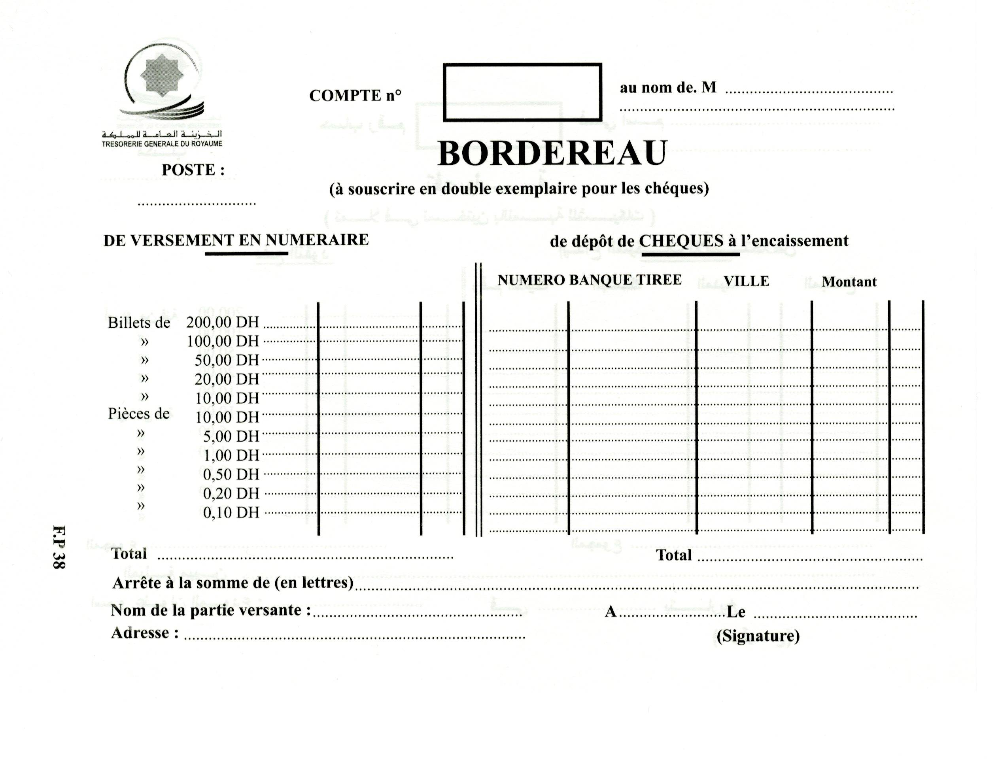 COMPTE n°
au nom de. M ........................................
الخزينة العامة للمملكة
TRESORERIE GENERALE DU ROYAUME
BORDEREAU
POSTE :
(à souscrire en double exemplaire pour les chéques)
DE VERSEMENT EN NUMERAIRE
de dépôt de CHEQUES à l’encaissement
NUMERO BANQUE TIREE VILLE Montant
Billets de 200,00 DH
» 100,00 DH
» 50,00 DH
» 20,00 DH
» 10,00 DH
Pièces de 10,00 DH
» 5,00 DH
» 1,00 DH
» 0,50 DH
» 0,20 DH
» 0,10 DH
Total ........................................
Total ........................................
Arrête à la somme de (en lettres)........................................
Nom de la partie versante :........................................
A..........................Le ........................................
Adresse : ........................................
(Signature)
F.P 38